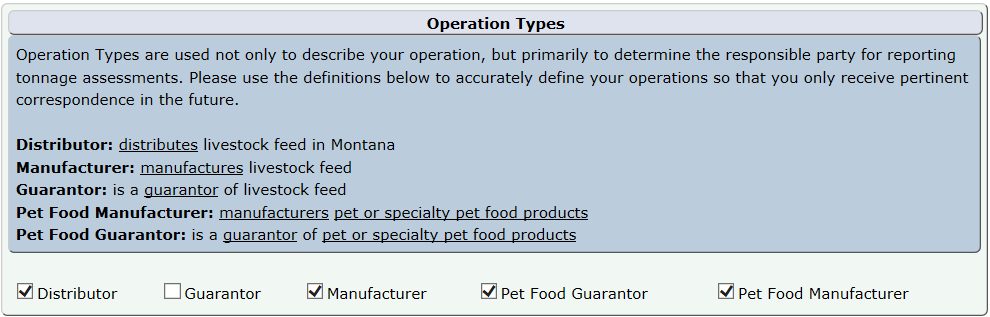 Operation Types
Operation Types are used not only to describe your operation, but primarily to determine the responsible party for reporting
tonnage assessments. Please use the definitions below to accurately define your operations so that you only receive pertinent
correspondence in the future.
Distributor: distributes livestock feed in Montana
Manufacturer: manufactures livestock feed
Guarantor: is a guarantor of livestock feed
Pet Food Manufacturer: manufacturers pet or specialty pet food products
Pet Food Guarantor: is a guarantor of pet or specialty pet food products
Distributor Guarantor Manufacturer Pet Food Guarantor Pet Food Manufacturer